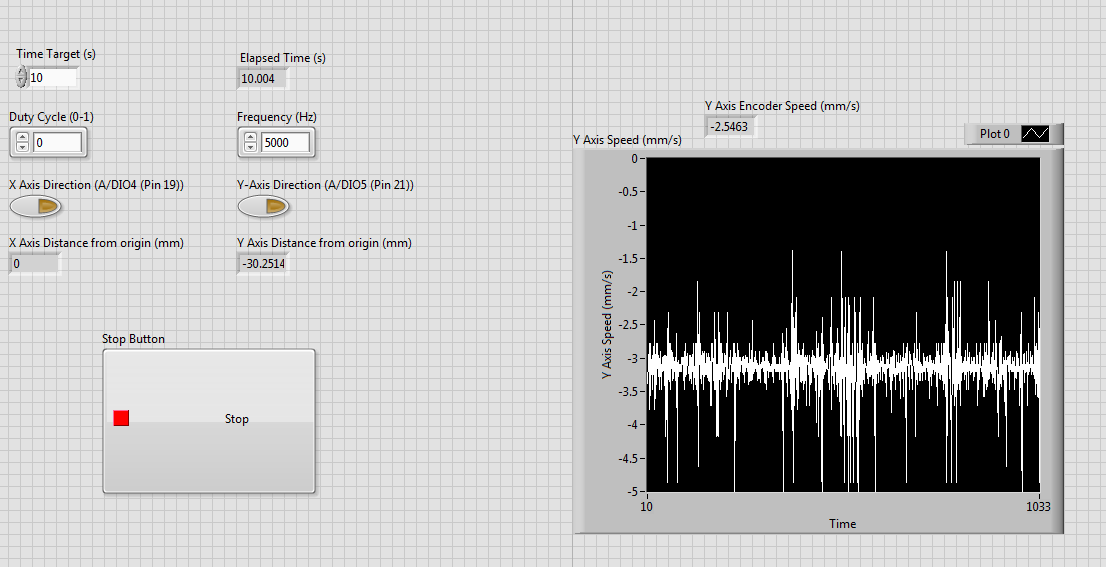 Time Target (s)
10
Elapsed Time (s)
10.004
Duty Cycle (0-1)
0
Frequency (Hz)
5000
X Axis Direction (A/DIO4 (Pin 19))
Y-Axis Direction (A/DIO5 (Pin 21))
X Axis Distance from origin (mm)
0
Y Axis Distance from origin (mm)
-30.2514
Stop Button
Stop
Y Axis Encoder Speed (mm/s)
-2.5463
Y Axis Speed (mm/s)
Plot 0
Y Axis Speed (mm/s)
0
-0.5
-1
-1.5
-2
-2.5
-3
-3.5
-4
-4.5
-5
10
1033
Time